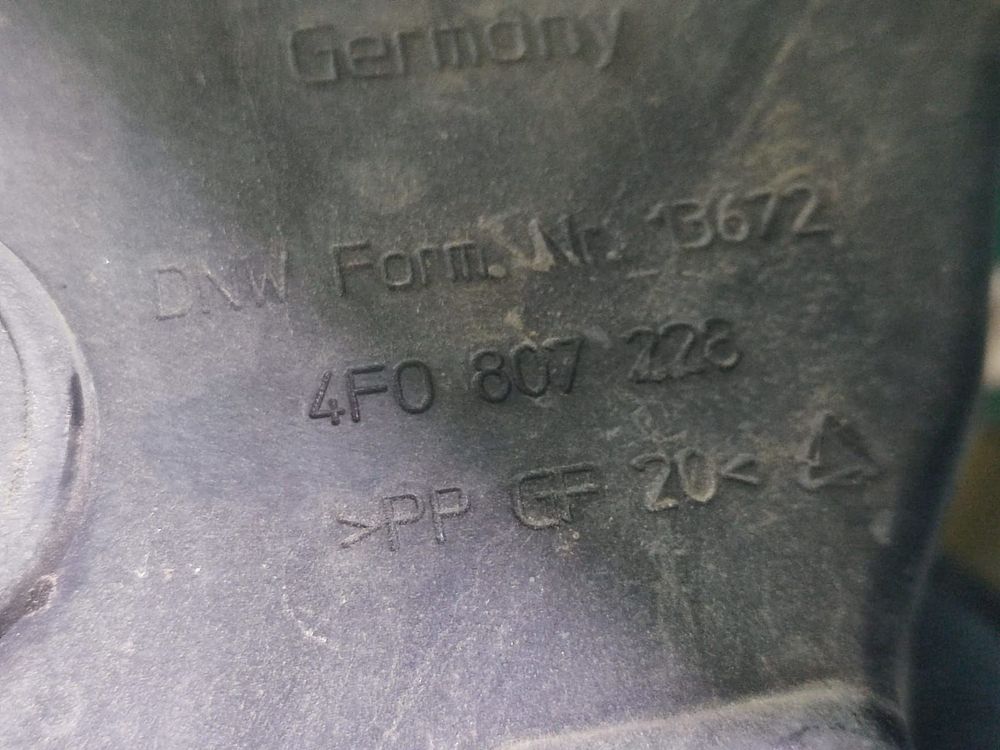 Germany
DNW Form. Nr. 13672
4F0 807 228
>PP GF 20<